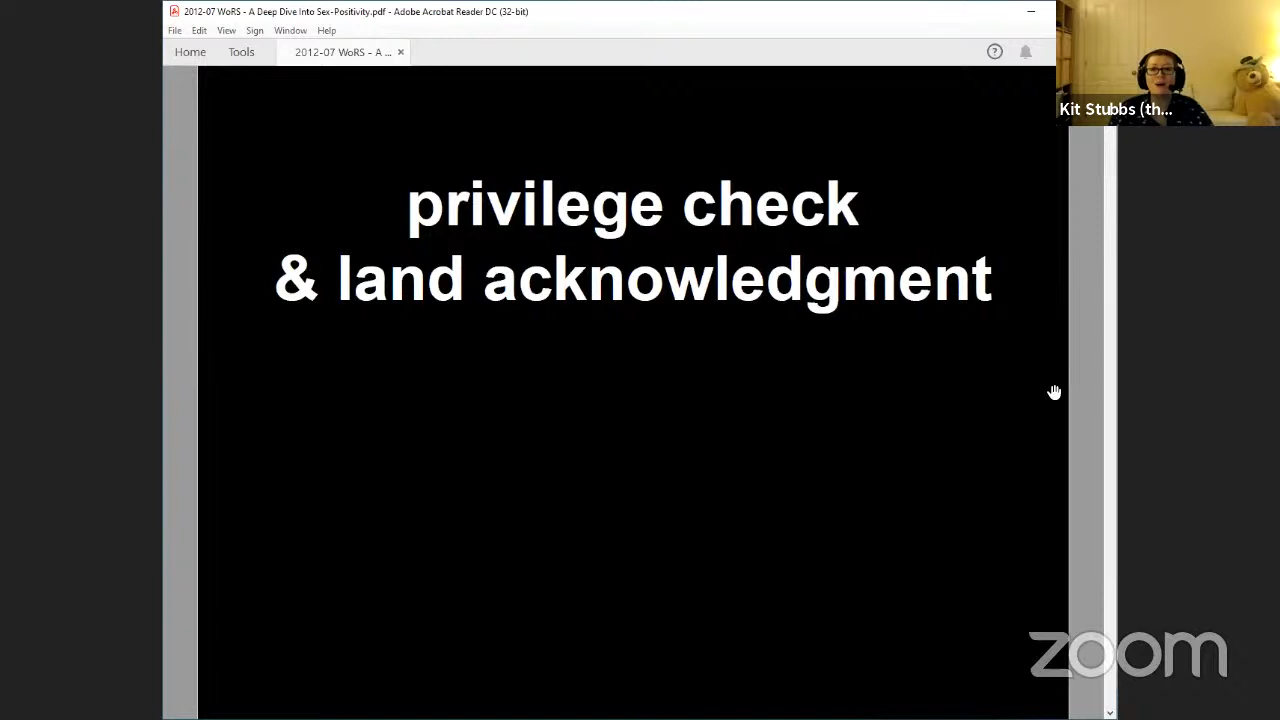 2012-07 WoRS - A Deep Dive Into Sex-Positivity.pdf - Adobe Acrobat Reader DC (32-bit)
File Edit View Sign Window Help
Home Tools 2012-07 WoRS - A ... ×
?
Kit Stubbs (th...
privilege check
& land acknowledgment
zoom